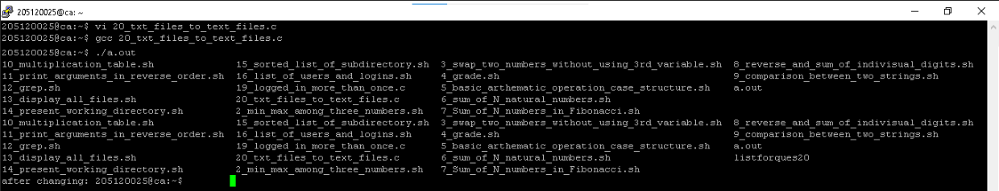 205120025@ca: ~
205120025@ca:~$ vi 20_txt_files_to_text_files.c
205120025@ca:~$ gcc 20_txt_files_to_text_files.c
205120025@ca:~$ ./a.out
10_multiplication_table.sh 15_sorted_list_of_subdirectory.sh 3_swap_two_numbers_without_using_3rd_variable.sh 8_reverse_and_sum_of_indivisual_digits.sh
11_print_arguments_in_reverse_order.sh 16_list_of_users_and_logins.sh 4_grade.sh 9_comparison_between_two_strings.sh
12_grep.sh 19_logged_in_more_than_once.c 5_basic_arthematic_operation_case_structure.sh a.out
13_display_all_files.sh 20_txt_files_to_text_files.c 6_sum_of_N_natural_numbers.sh
14_present_working_directory.sh 2_min_max_among_three_numbers.sh 7_Sum_of_N_numbers_in_Fibonacci.sh
10_multiplication_table.sh 15_sorted_list_of_subdirectory.sh 3_swap_two_numbers_without_using_3rd_variable.sh 8_reverse_and_sum_of_indivisual_digits.sh
11_print_arguments_in_reverse_order.sh 16_list_of_users_and_logins.sh 4_grade.sh 9_comparison_between_two_strings.sh
12_grep.sh 19_logged_in_more_than_once.c 5_basic_arthematic_operation_case_structure.sh a.out
13_display_all_files.sh 20_txt_files_to_text_files.c 6_sum_of_N_natural_numbers.sh listforques20
14_present_working_directory.sh 2_min_max_among_three_numbers.sh 7_Sum_of_N_numbers_in_Fibonacci.sh
after changing: 205120025@ca:~$